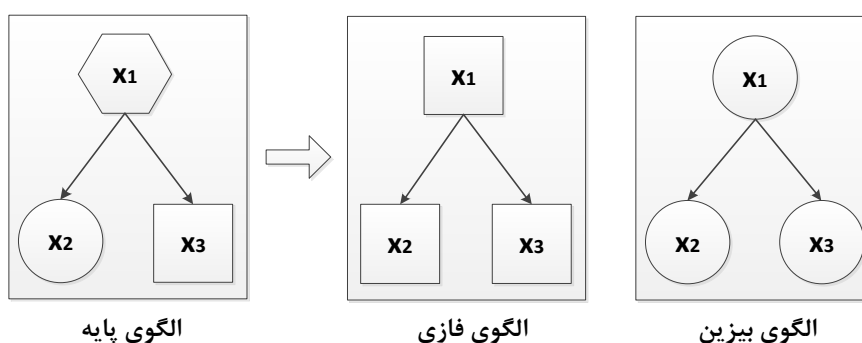 x1
x2
x3
الگوی پایه
x1
x2
x3
الگوی فازی
x1
x2
x3
الگوی بیزین